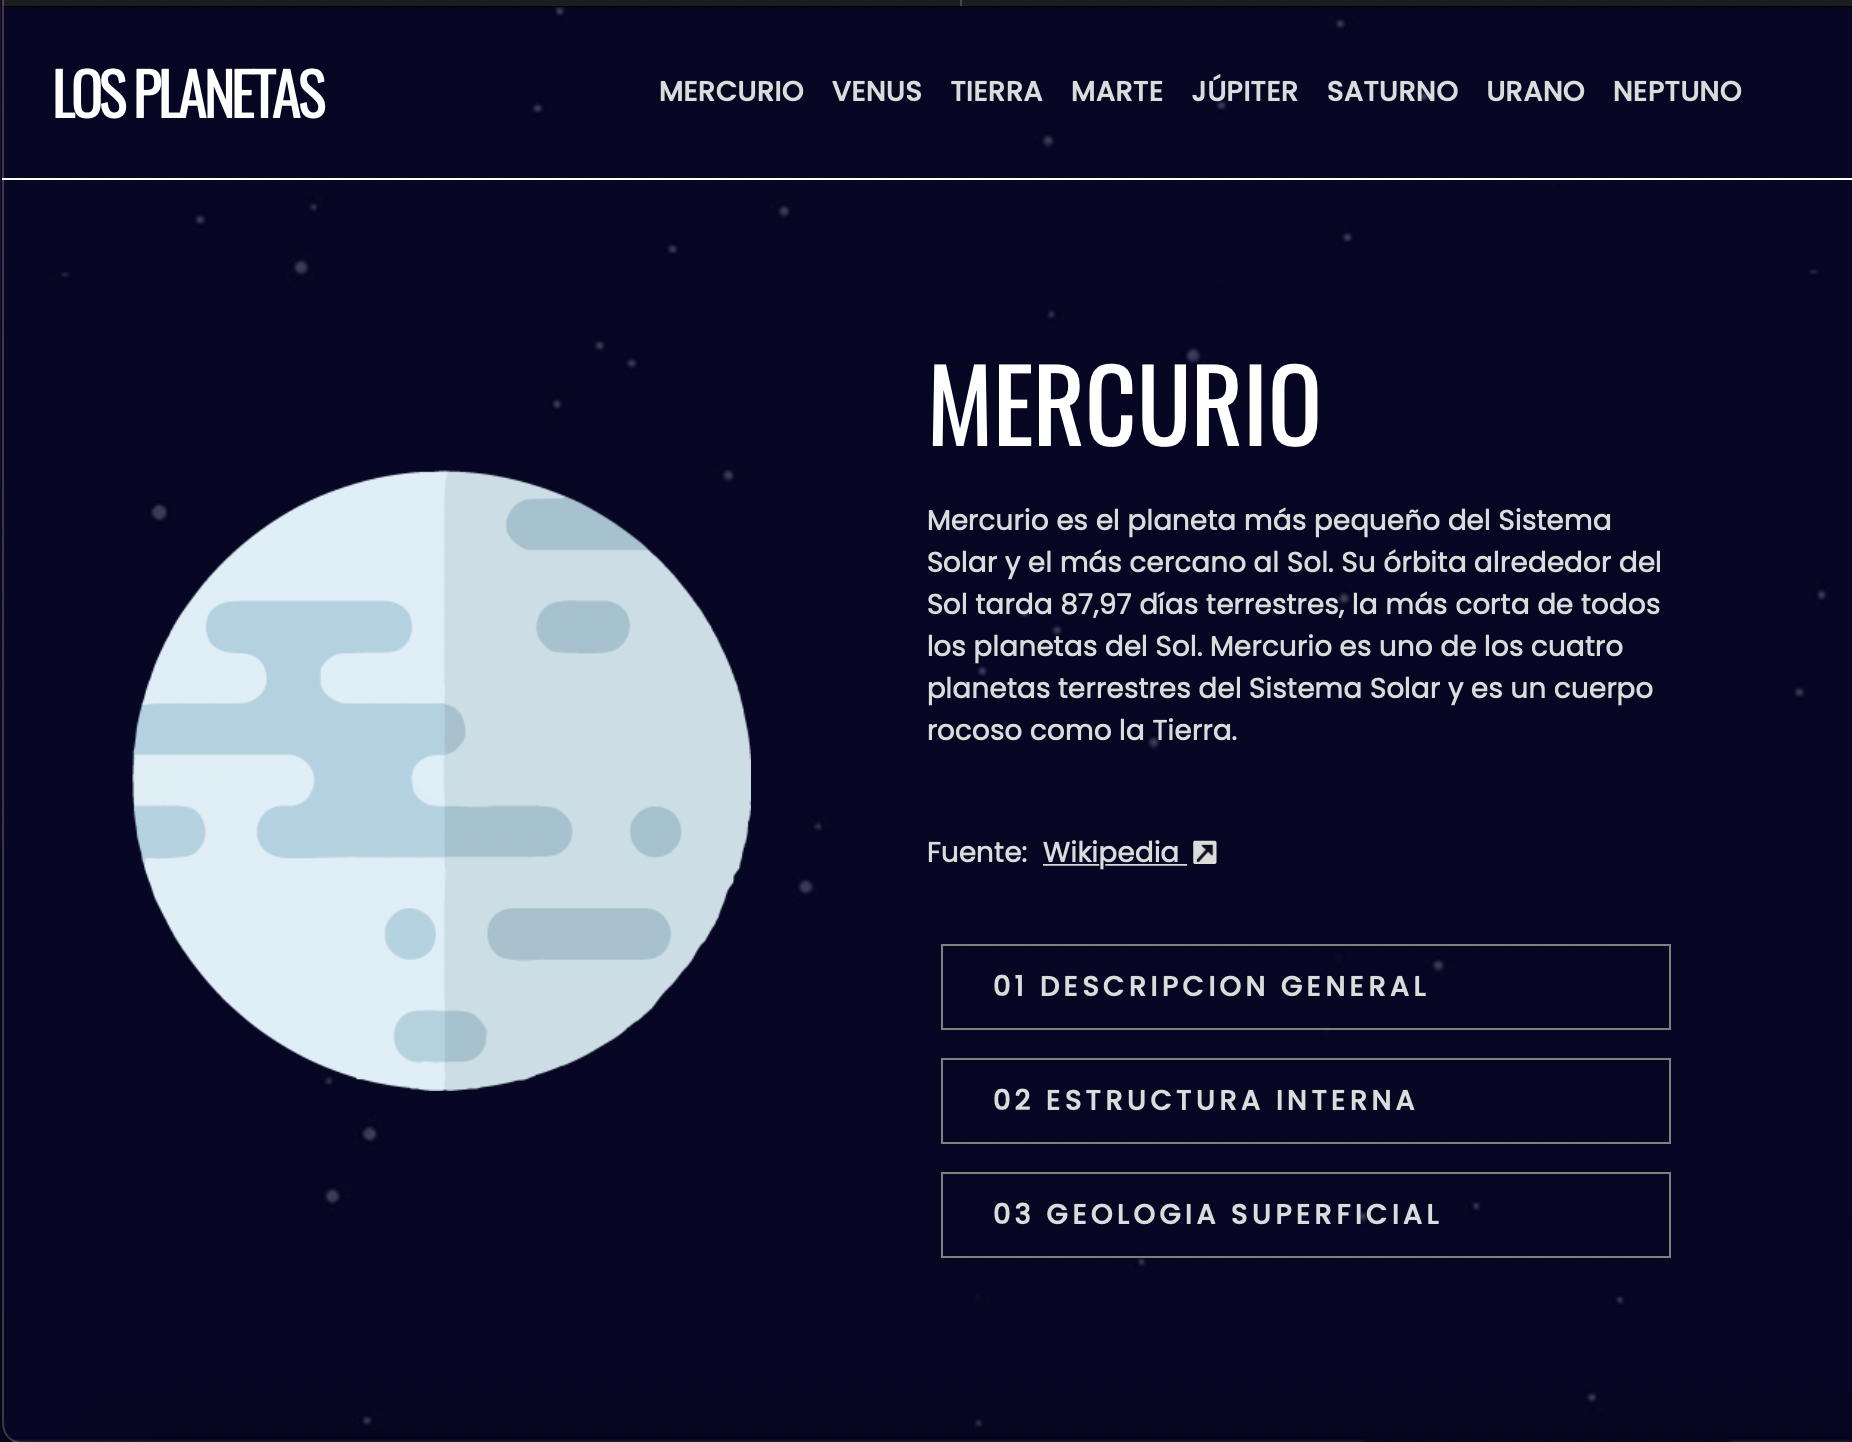 LOS PLANETAS
MERCURIO VENUS TIERRA MARTE JÚPITER SATURNO URANO NEPTUNO
MERCURIO
Mercurio es el planeta más pequeño del Sistema
Solar y el más cercano al Sol. Su órbita alrededor del
Sol tarda 87,97 días terrestres, la más corta de todos
los planetas del Sol. Mercurio es uno de los cuatro
planetas terrestres del Sistema Solar y es un cuerpo
rocoso como la Tierra.
Fuente: Wikipedia
01 DESCRIPCION GENERAL
02 ESTRUCTURA INTERNA
03 GEOLOGIA SUPERFICIAL